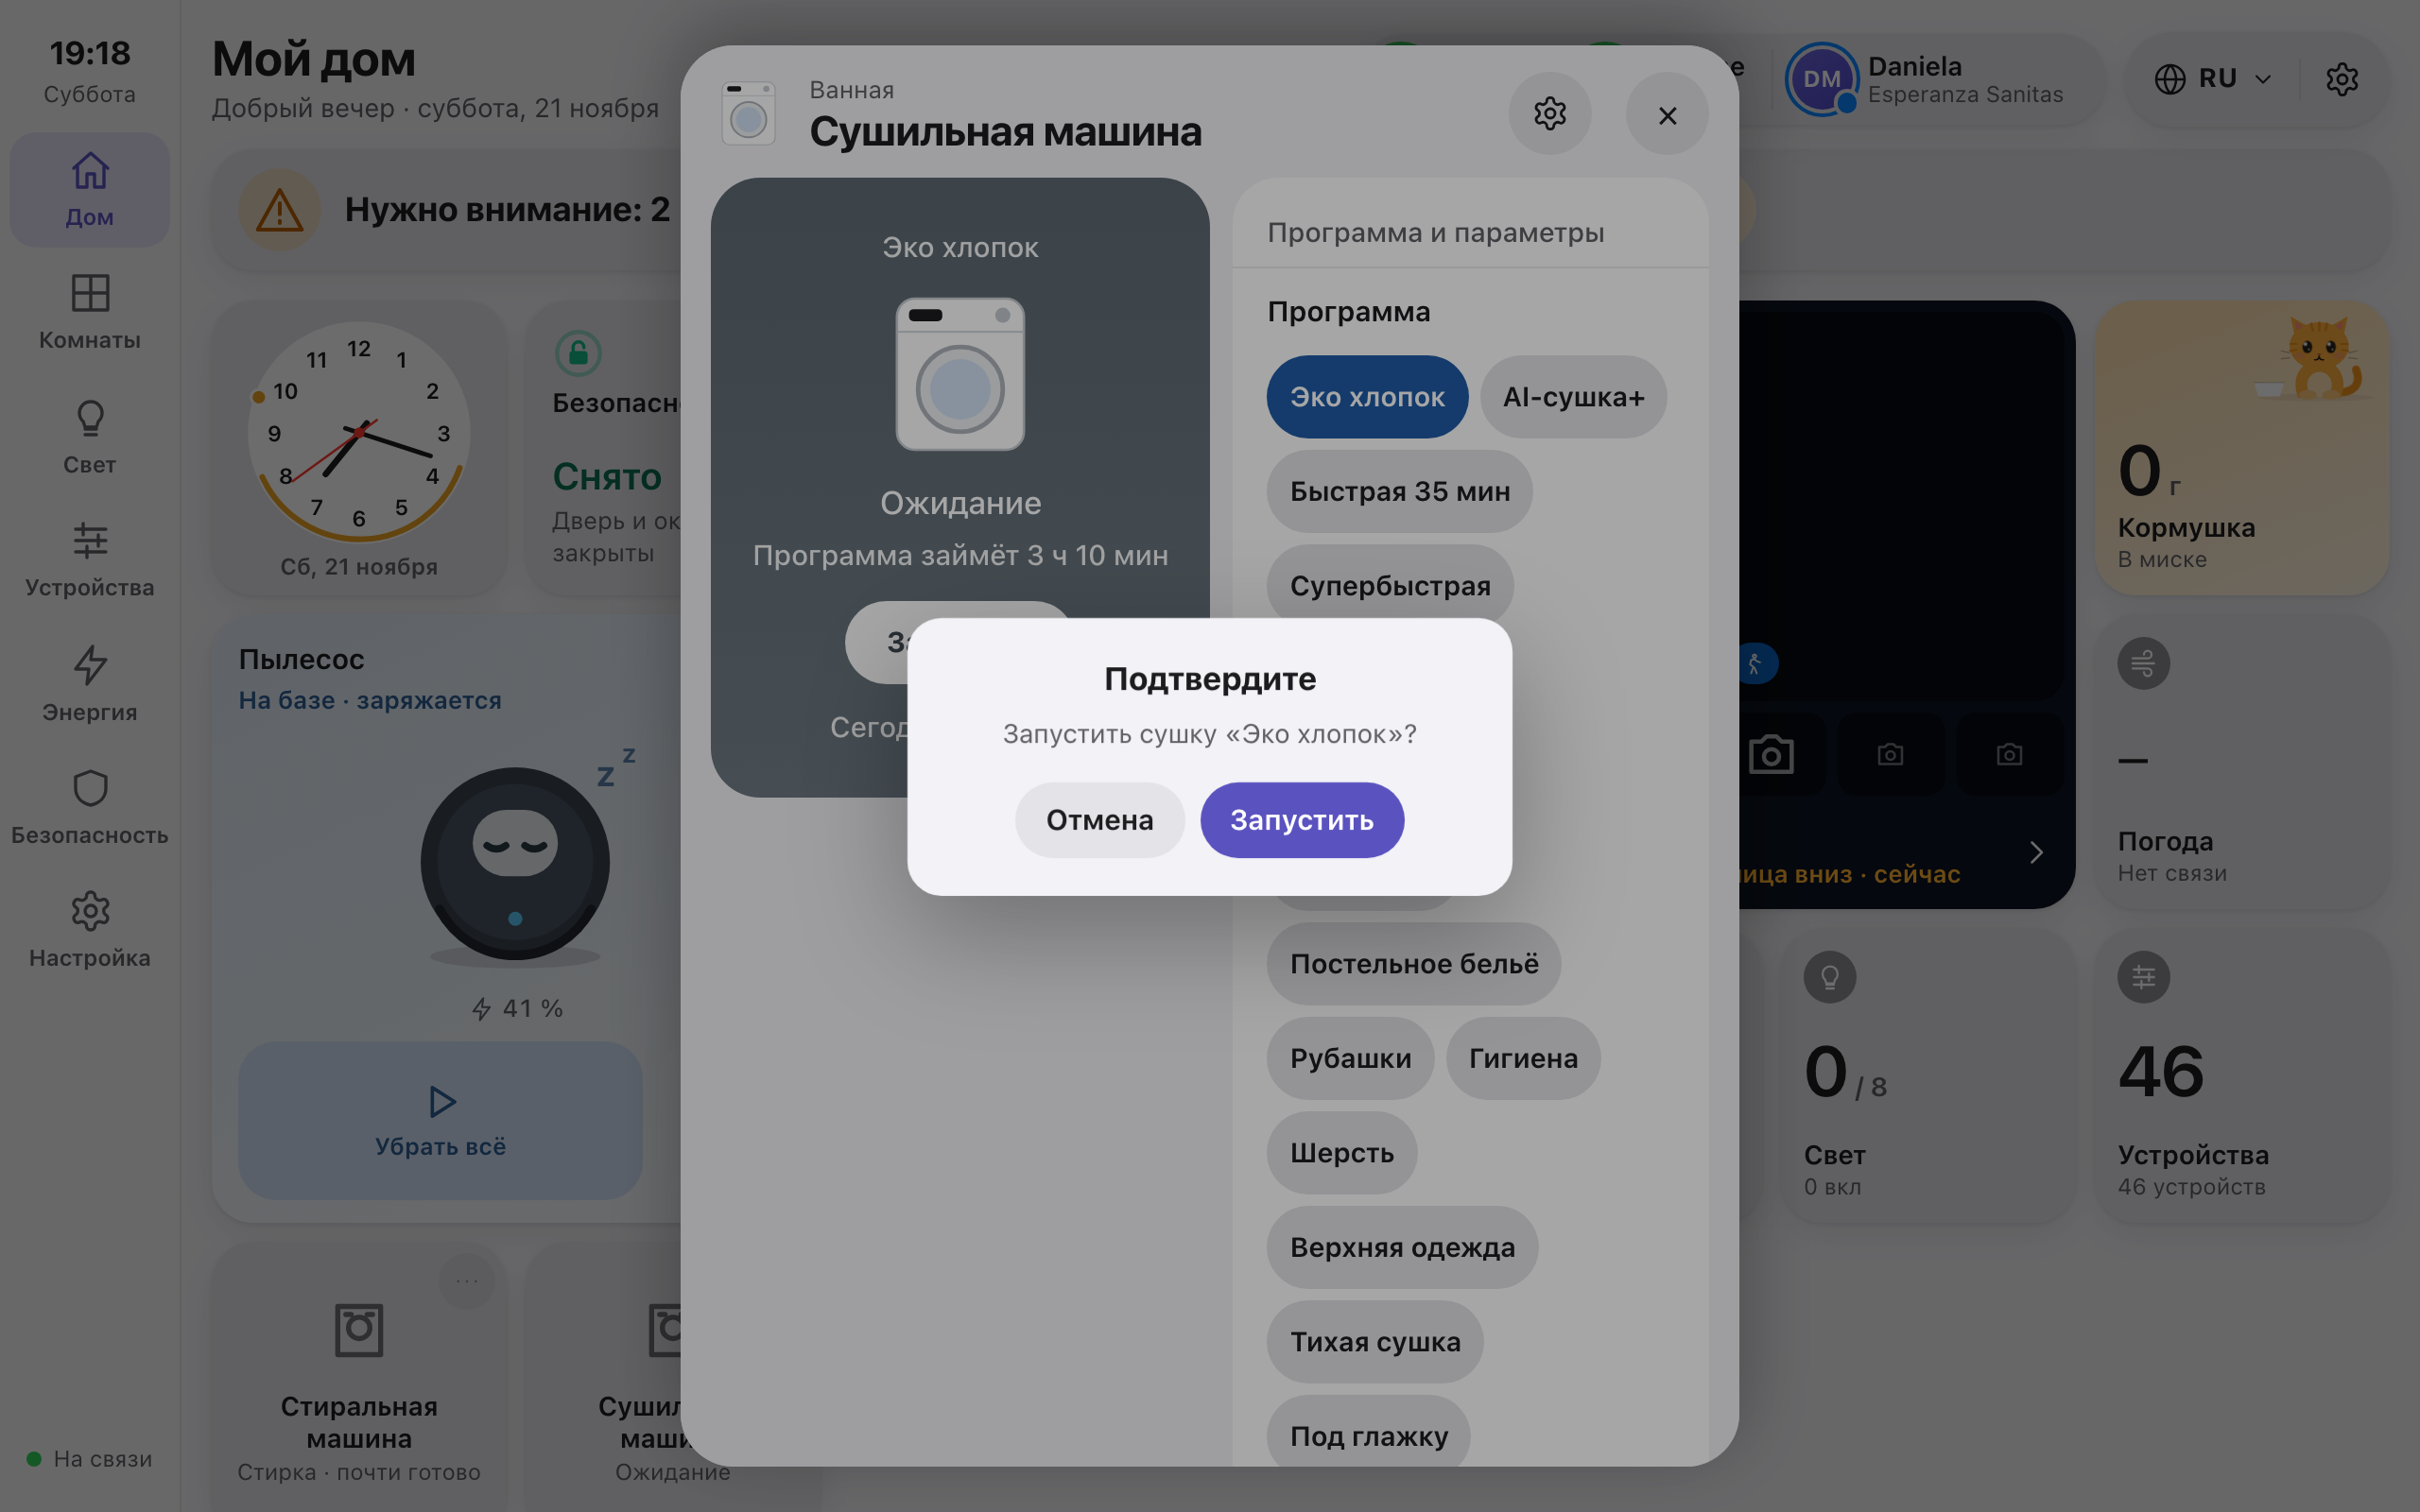 19:18
Суббота
Дом
Комнаты
Свет
Устройства
Энергия
Безопасность
Настройка
На связи
Мой дом
Добрый вечер · суббота, 21 ноября
DM
Daniela
Esperanza Sanitas
RU
Нужно внимание: 2
12
1
2
3
4
5
6
7
8
9
10
11
Сб, 21 ноября
Снято
закрыты
Пылесос
На базе · заряжается
z z
41 %
Убрать всё
Стиральная
машина
Стирка · почти готово
Ожидание
Ванная
Сушильная машина
Эко хлопок
Ожидание
Программа займёт 3 ч 10 мин
Программа и параметры
Программа
Эко хлопок
AI-сушка+
Быстрая 35 мин
Супербыстрая
Подтвердите
Запустить сушку «Эко хлопок»?
Отмена
Запустить
Постельное бельё
Рубашки
Гигиена
Шерсть
Верхняя одежда
Тихая сушка
Под глажку
вниз · сейчас
0 г
Кормушка
В миске
–
Погода
Нет связи
0 / 8
Свет
0 вкл
46
Устройства
46 устройств